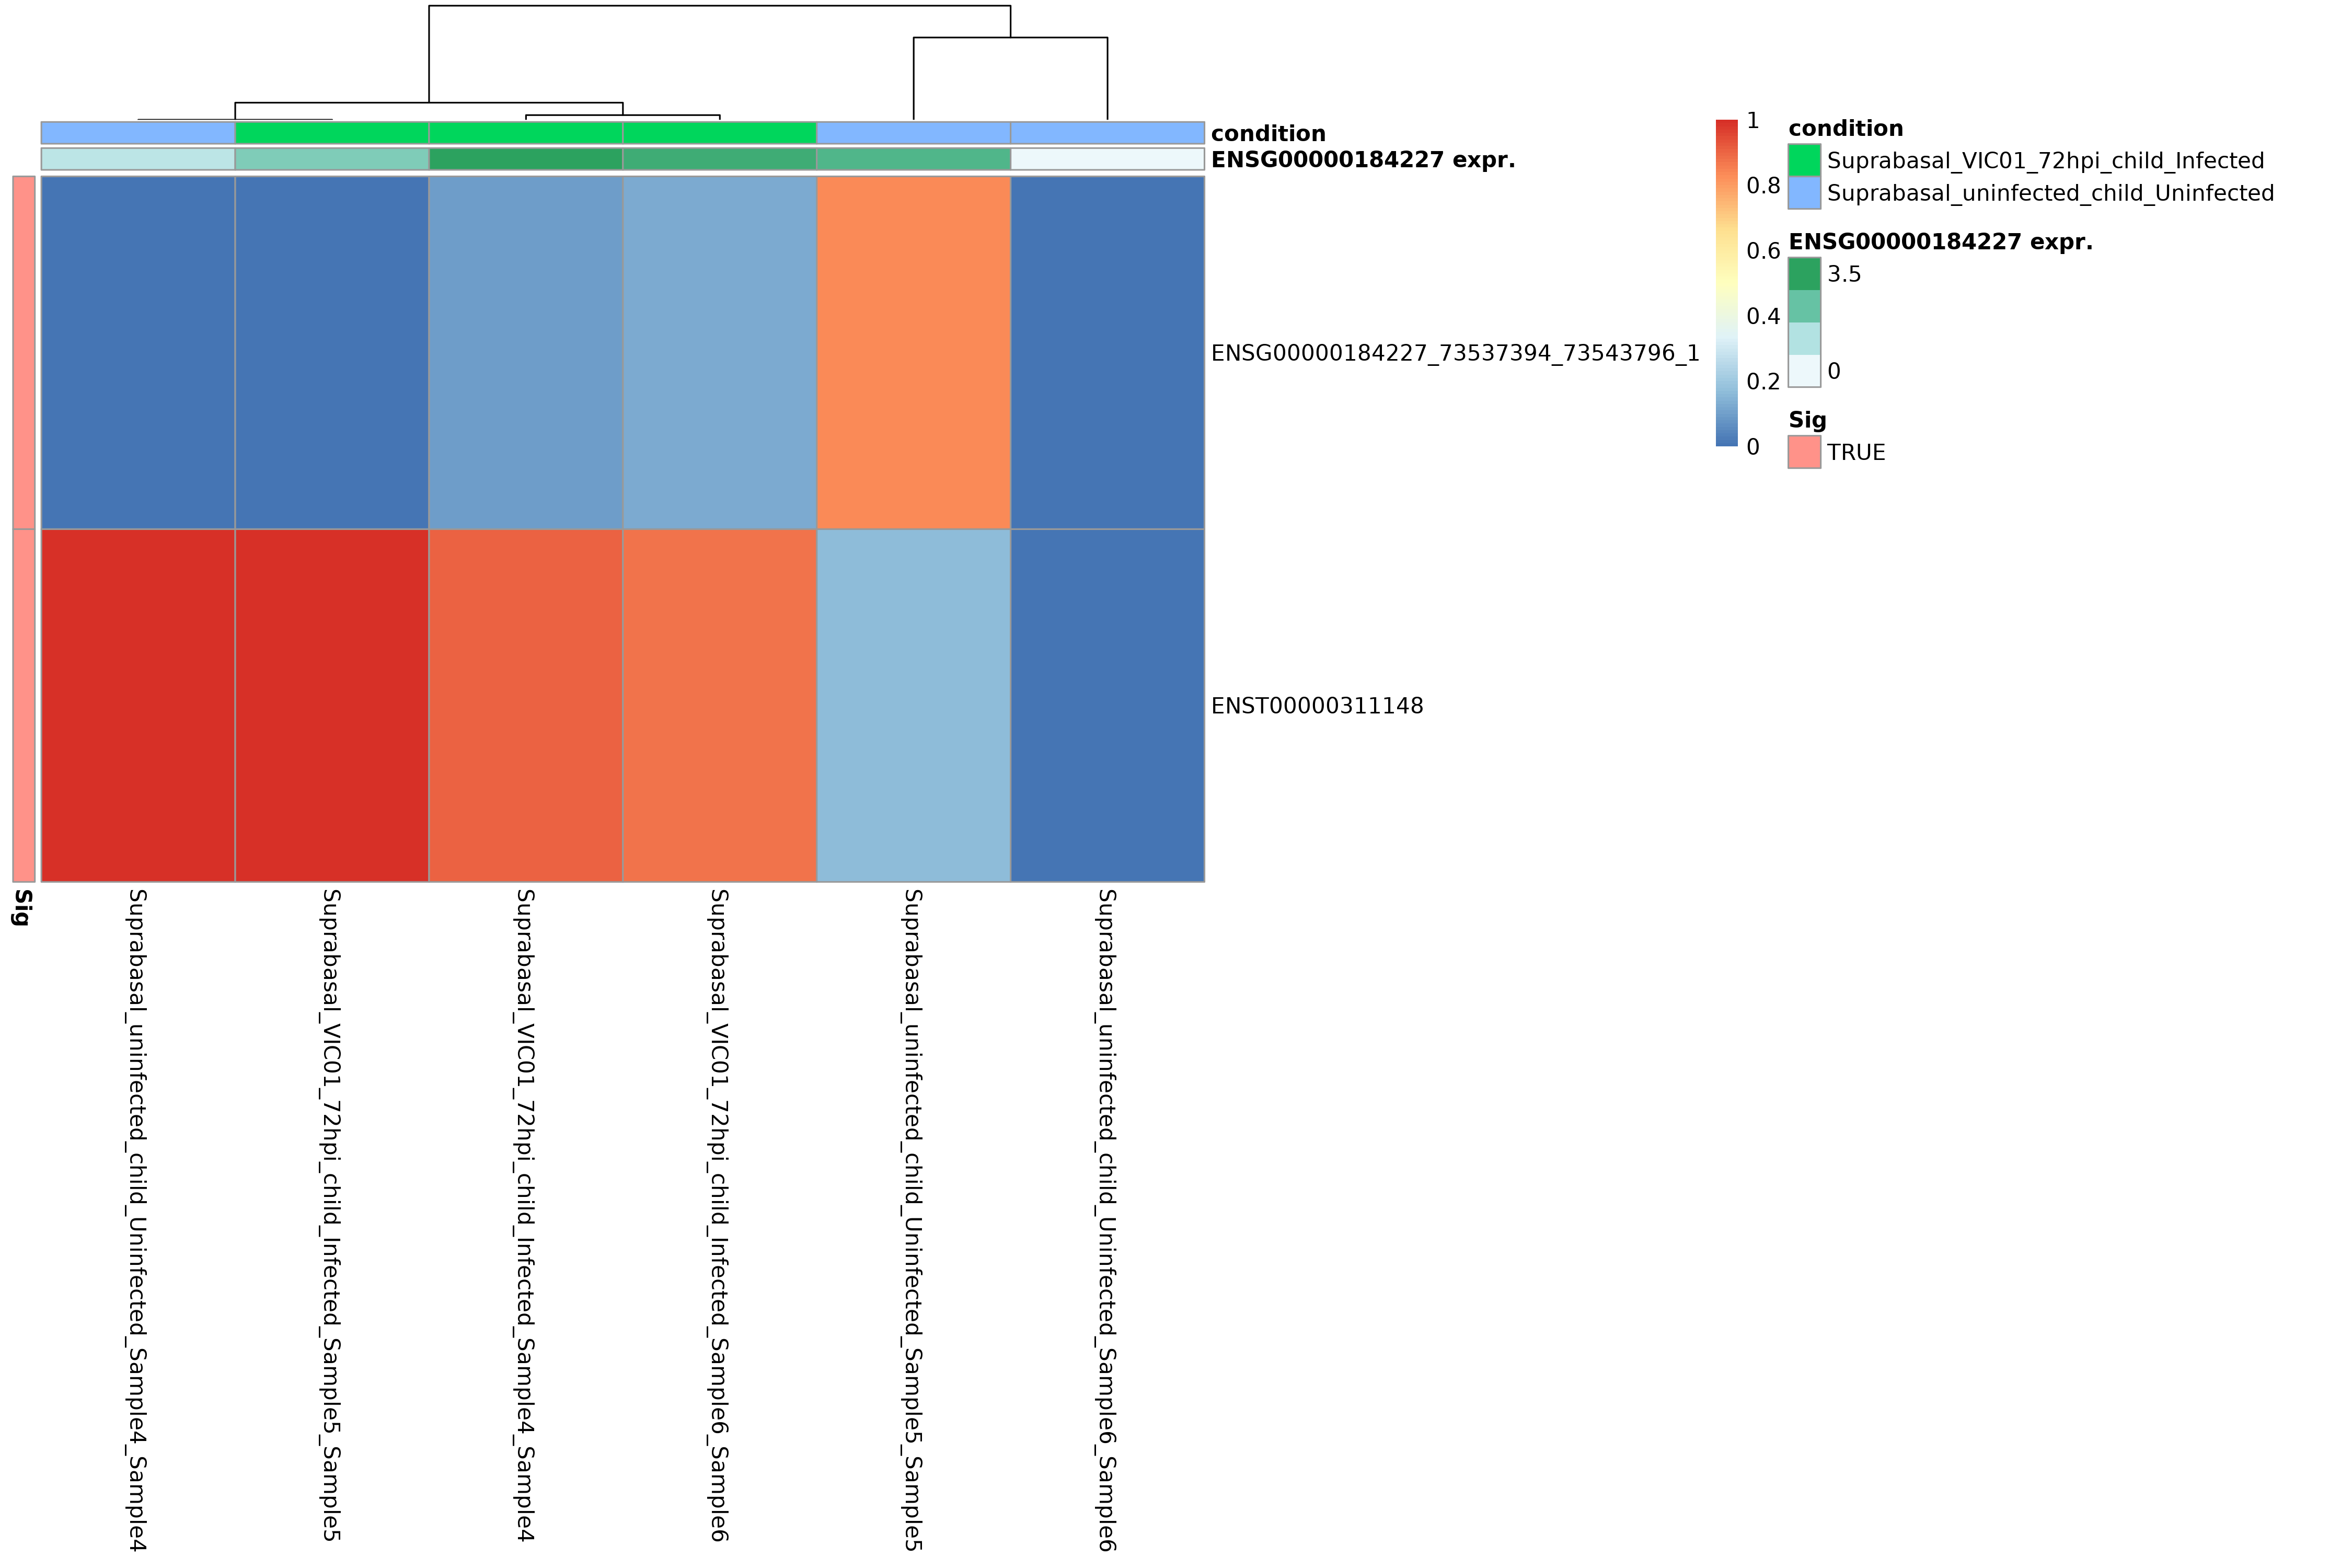 condition
ENSG00000184227 expr.
ENSG00000184227_73537394_73543796_1
ENST00000311148
Sig
Suprabasal_uninfected_child_Uninfected_Sample4_Sample4
Suprabasal_VIC01_72hpi_child_Infected_Sample5_Sample5
Suprabasal_VIC01_72hpi_child_Infected_Sample4_Sample4
Suprabasal_VIC01_72hpi_child_Infected_Sample6_Sample6
Suprabasal_uninfected_child_Uninfected_Sample5_Sample5
Suprabasal_uninfected_child_Uninfected_Sample6_Sample6
1
0.8
0.6
0.4
0.2
0
condition
Suprabasal_VIC01_72hpi_child_Infected
Suprabasal_uninfected_child_Uninfected
ENSG00000184227 expr.
3.5
0
Sig
TRUE